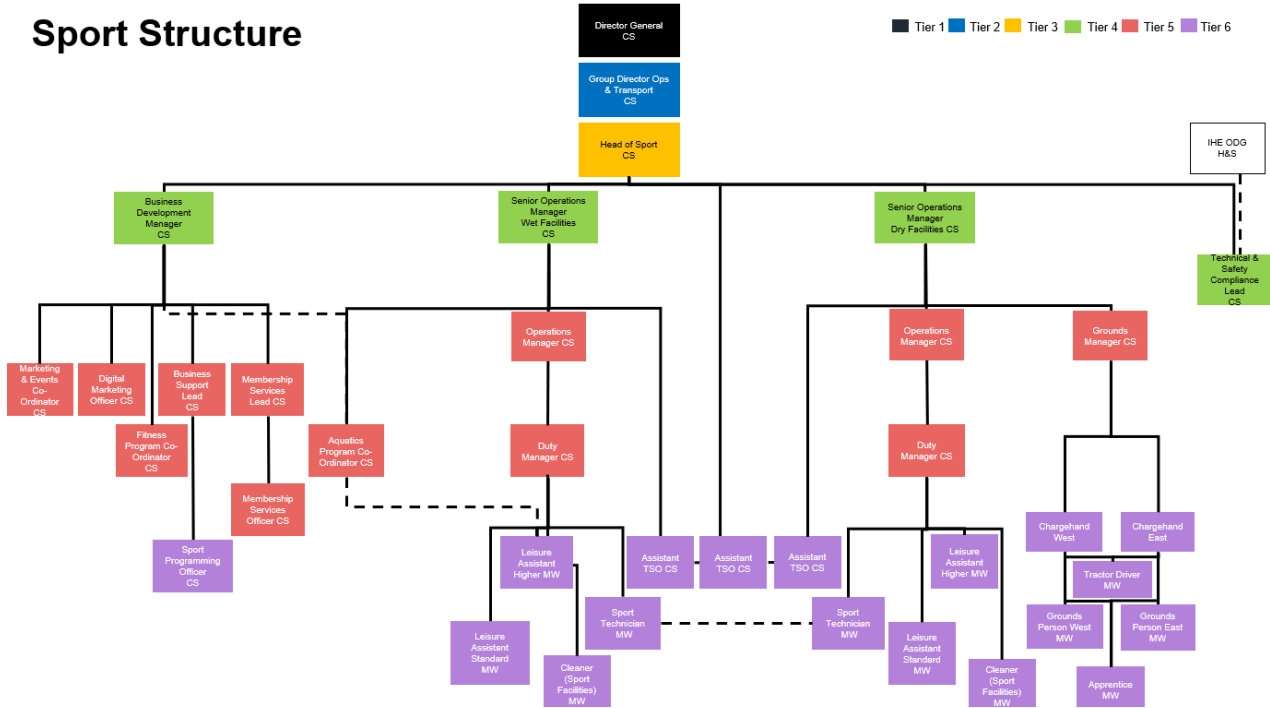 Sport Structure
Tier 1
Tier 2
Tier 3
Tier 4
Tier 5
Tier 6
Director General
CS
Group Director Ops
& Transport
CS
Head of Sport
CS
IHE ODG
H&S
Business
Development
Manager
CS
Senior Operations
Manager
Wet Facilities
CS
Senior Operations
Manager
Dry Facilities CS
Technical &
Safety
Compliance
Lead
CS
Operations
Manager CS
Operations
Manager CS
Grounds
Manager CS
Marketing
& Events
Co-
Ordinator
CS
Digital
Marketing
Officer CS
Business
Support
Lead
CS
Membership
Services
Lead CS
Fitness
Program Co-
Ordinator
CS
Aquatics
Program Co-
Ordinator CS
Duty
Manager CS
Duty
Manager CS
Membership
Services
Officer CS
Sport
Programming
Officer
CS
Leisure
Assistant
Higher MW
Assistant
TSO CS
Assistant
TSO CS
Assistant
TSO CS
Leisure
Assistant
Higher MW
Chargehand
West
Chargehand
East
Tractor Driver
MW
Sport
Technician
MW
Sport
Technician
MW
Grounds
Person West
MW
Grounds
Person East
MW
Leisure
Assistant
Standard
MW
Cleaner
(Sport
Facilities)
MW
Leisure
Assistant
Standard
MW
Cleaner
(Sport
Facilities)
MW
Apprentice
MW